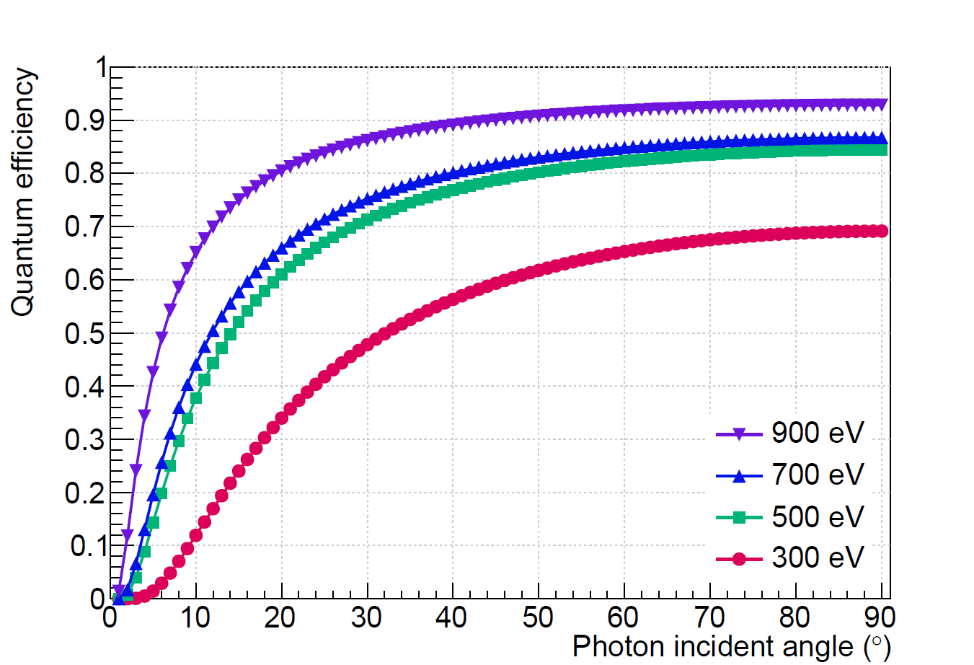 Quantum efficiency
1
0.9
0.8
0.7
0.6
0.5
0.4
0.3
0.2
0.1
0
900 eV
700 eV
500 eV
300 eV
0 10 20 30 40 50 60 70 80 90
Photon incident angle (°)